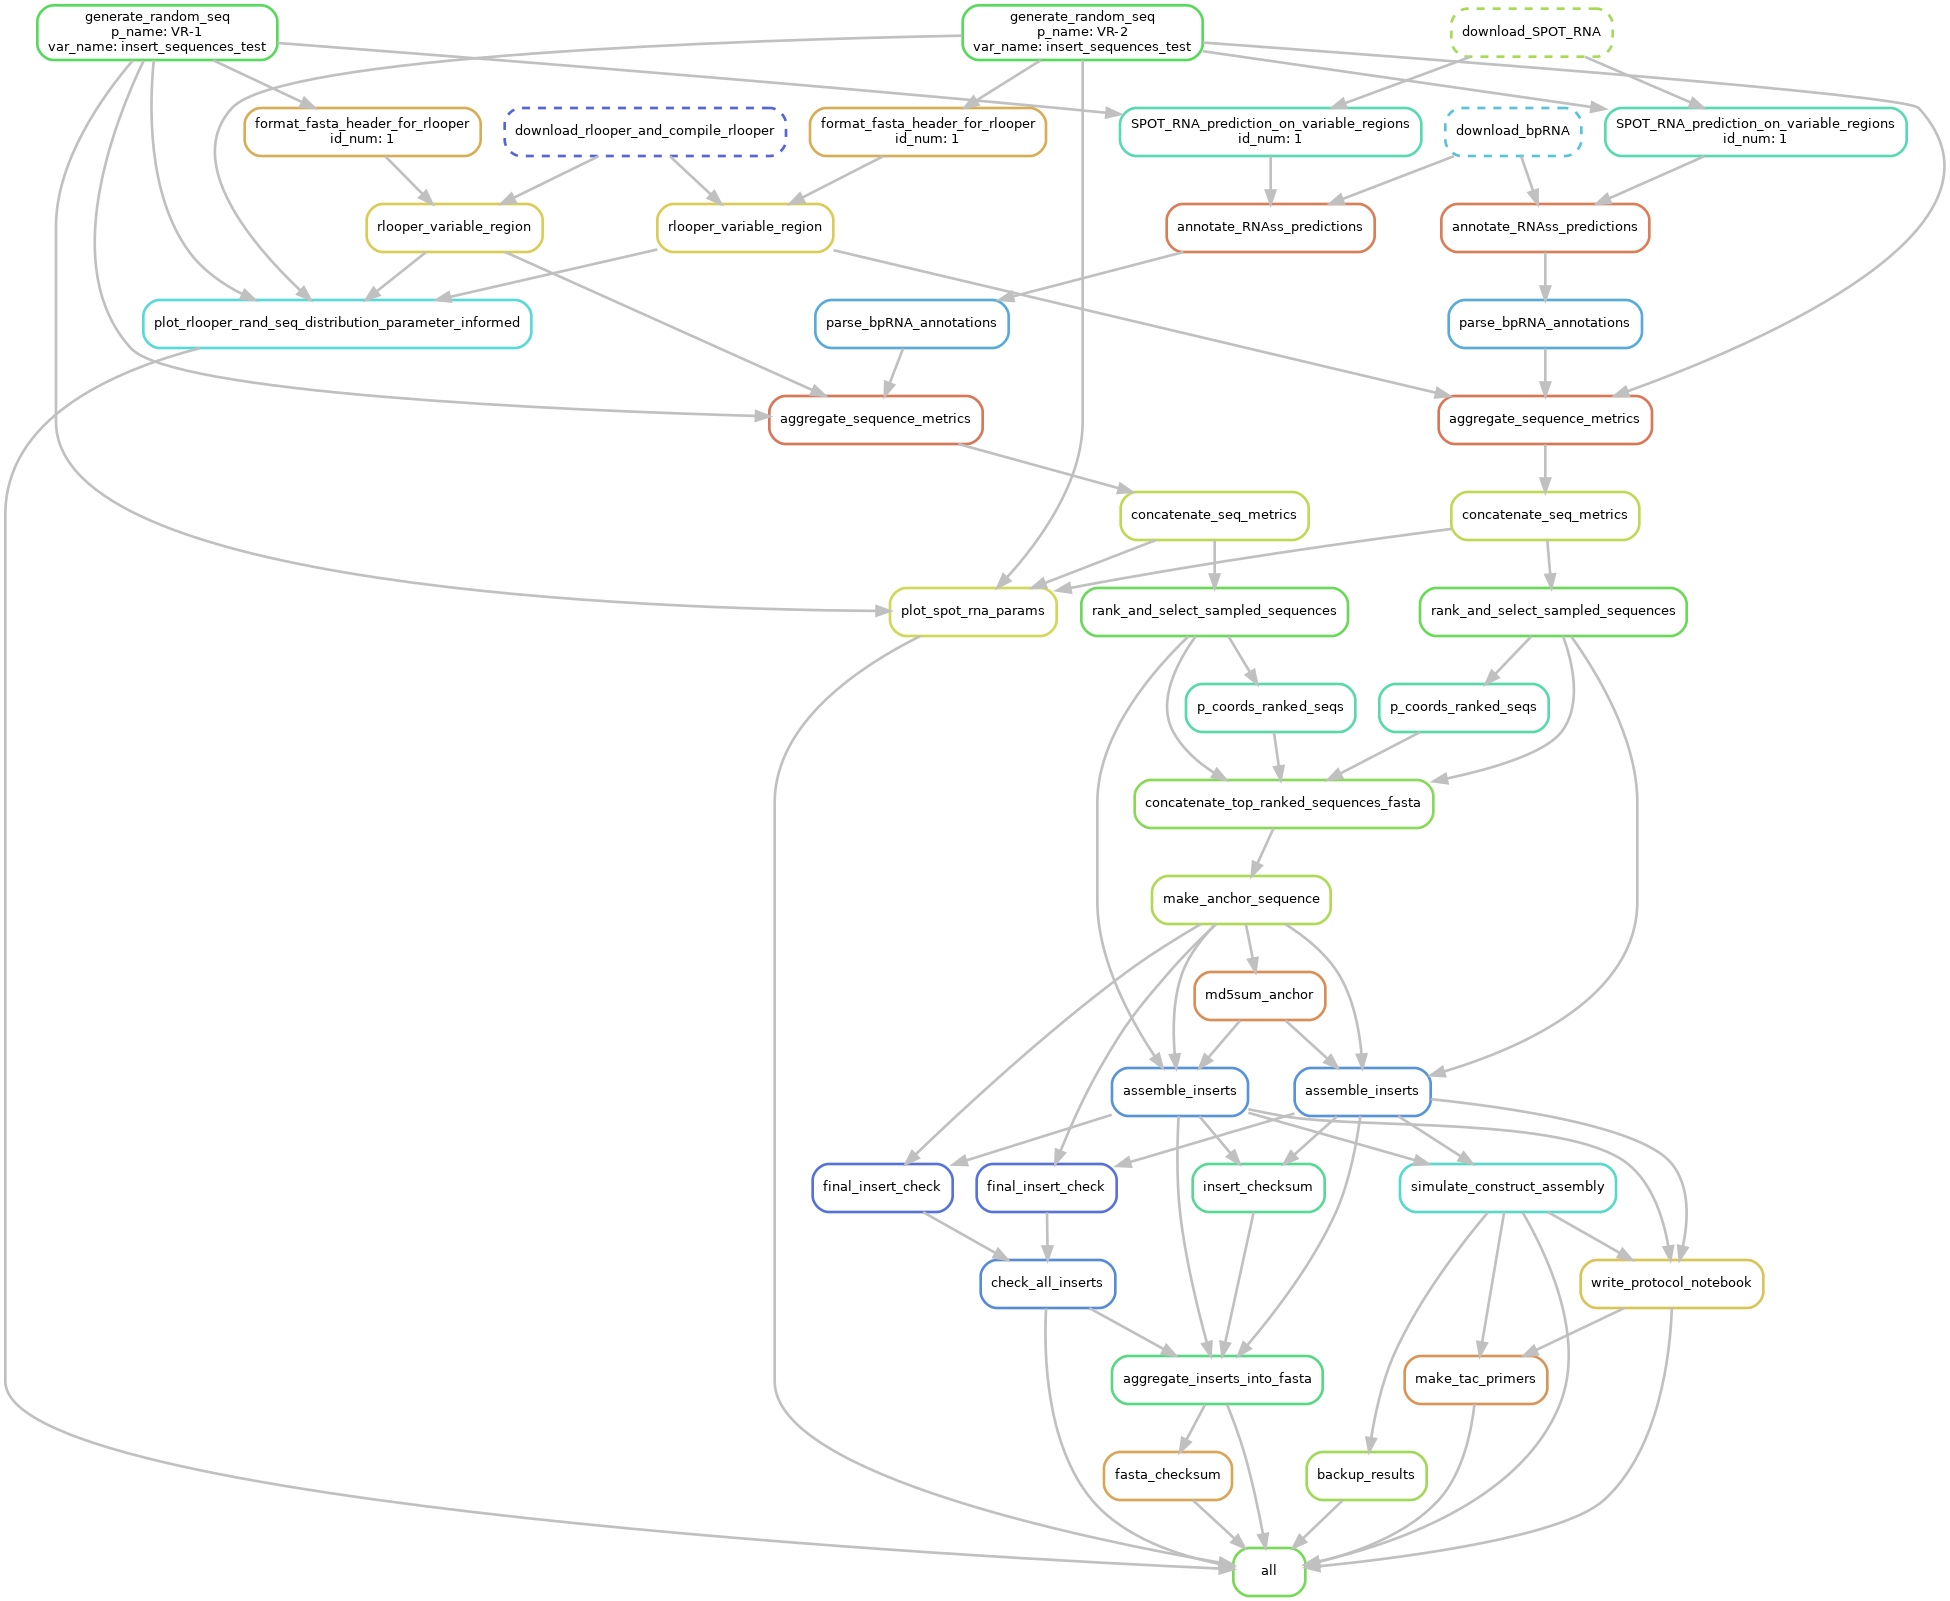 generate_random_seq
p_name: VR-1
var_name: insert_sequences_test
generate_random_seq
p_name: VR-2
var_name: insert_sequences_test
download_SPOT_RNA
format_fasta_header_for_rlooper
id_num: 1
download_rlooper_and_compile_rlooper
format_fasta_header_for_rlooper
id_num: 1
SPOT_RNA_prediction_on_variable_regions
id_num: 1
download_bpRNA
SPOT_RNA_prediction_on_variable_regions
id_num: 1
rlooper_variable_region
rlooper_variable_region
annotate_RNAss_predictions
annotate_RNAss_predictions
plot_rlooper_rand_seq_distribution_parameter_informed
parse_bpRNA_annotations
parse_bpRNA_annotations
aggregate_sequence_metrics
aggregate_sequence_metrics
concatenate_seq_metrics
concatenate_seq_metrics
plot_spot_rna_params
rank_and_select_sampled_sequences
rank_and_select_sampled_sequences
p_coords_ranked_seqs
p_coords_ranked_seqs
concatenate_top_ranked_sequences_fasta
make_anchor_sequence
md5sum_anchor
assemble_inserts
assemble_inserts
final_insert_check
final_insert_check
insert_checksum
simulate_construct_assembly
check_all_inserts
write_protocol_notebook
aggregate_inserts_into_fasta
make_tac_primers
fasta_checksum
backup_results
all